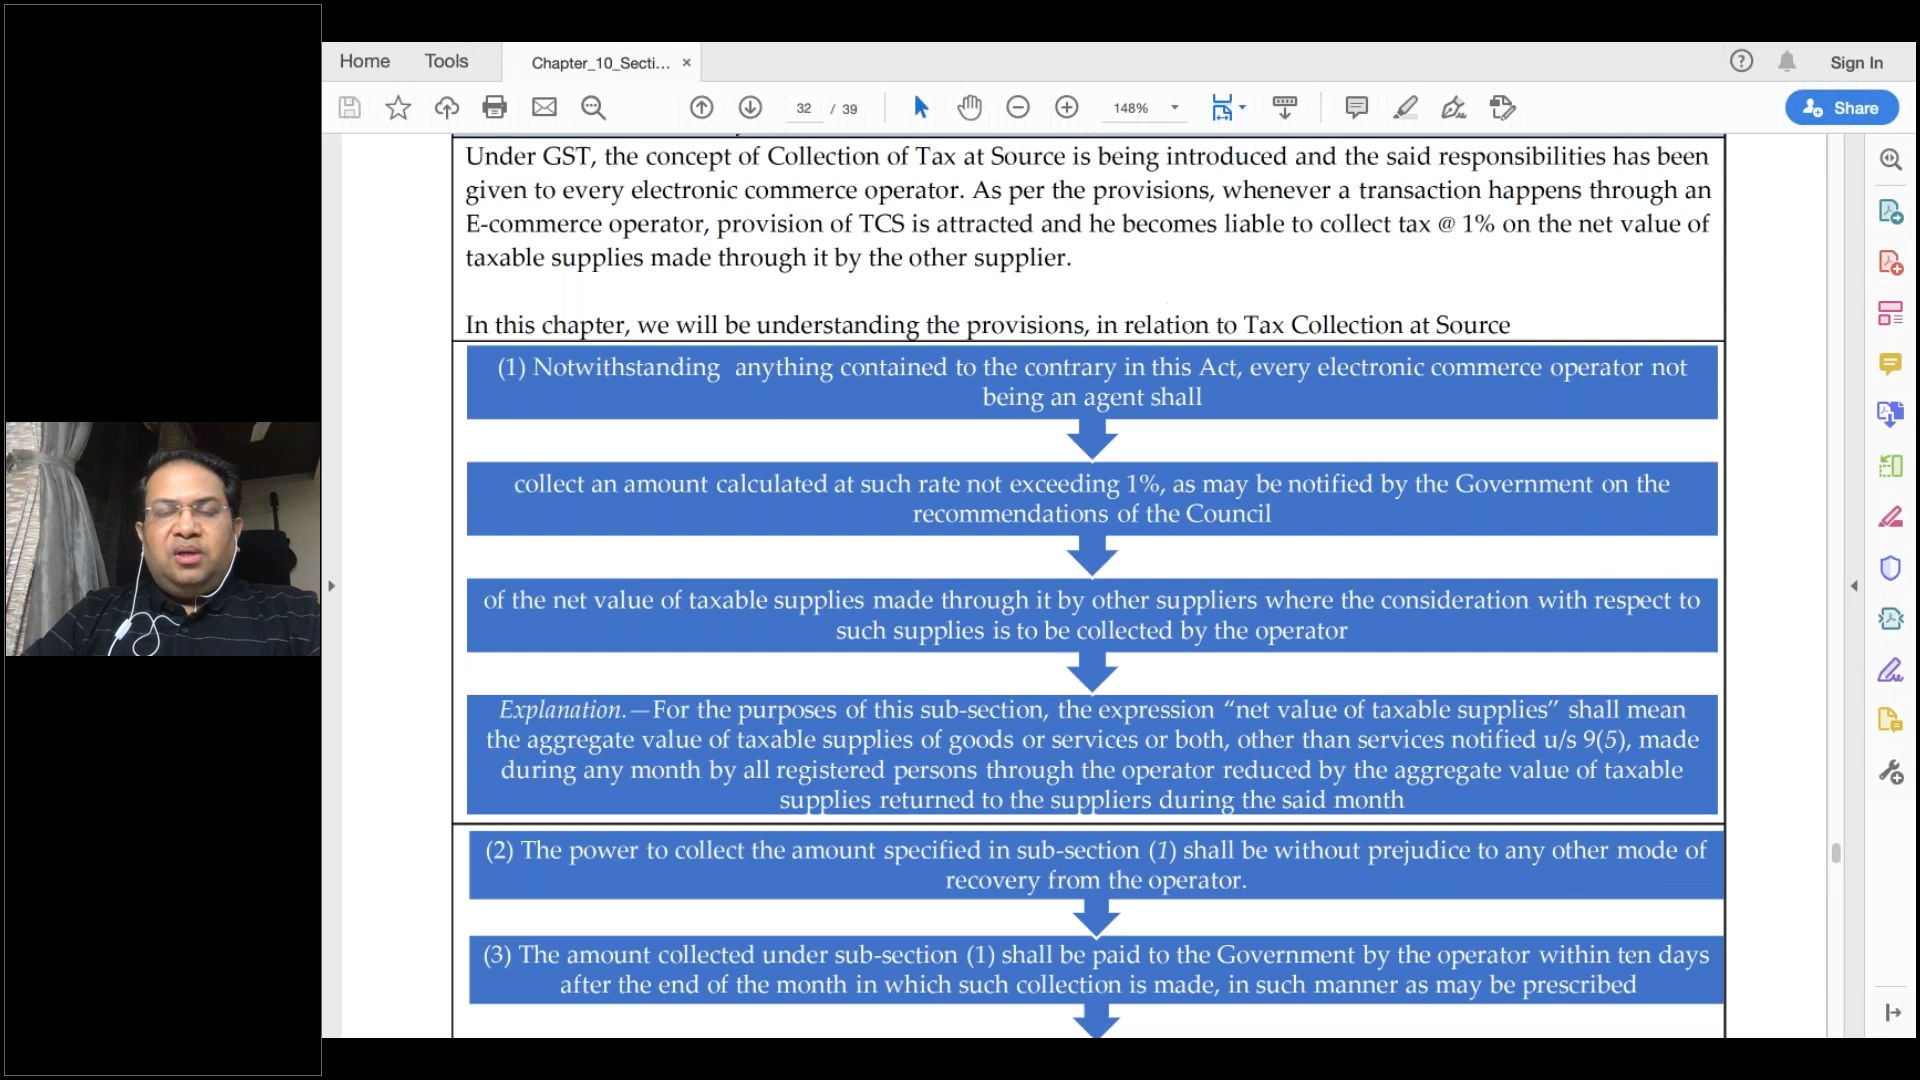 Home
Tools
Chapter_10_Secti... ×
Sign In
32 / 39
148%
Share
Under GST, the concept of Collection of Tax at Source is being introduced and the said responsibilities has been
given to every electronic commerce operator. As per the provisions, whenever a transaction happens through an
E-commerce operator, provision of TCS is attracted and he becomes liable to collect tax @ 1% on the net value of
taxable supplies made through it by the other supplier.
In this chapter, we will be understanding the provisions, in relation to Tax Collection at Source
(1) Notwithstanding anything contained to the contrary in this Act, every electronic commerce operator not
being an agent shall
collect an amount calculated at such rate not exceeding 1%, as may be notified by the Government on the
recommendations of the Council
of the net value of taxable supplies made through it by other suppliers where the consideration with respect to
such supplies is to be collected by the operator
Explanation.—For the purposes of this sub-section, the expression “net value of taxable supplies” shall mean
the aggregate value of taxable supplies of goods or services or both, other than services notified u/s 9(5), made
during any month by all registered persons through the operator reduced by the aggregate value of taxable
supplies returned to the suppliers during the said month
(2) The power to collect the amount specified in sub-section (1) shall be without prejudice to any other mode of
recovery from the operator.
(3) The amount collected under sub-section (1) shall be paid to the Government by the operator within ten days
after the end of the month in which such collection is made, in such manner as may be prescribed